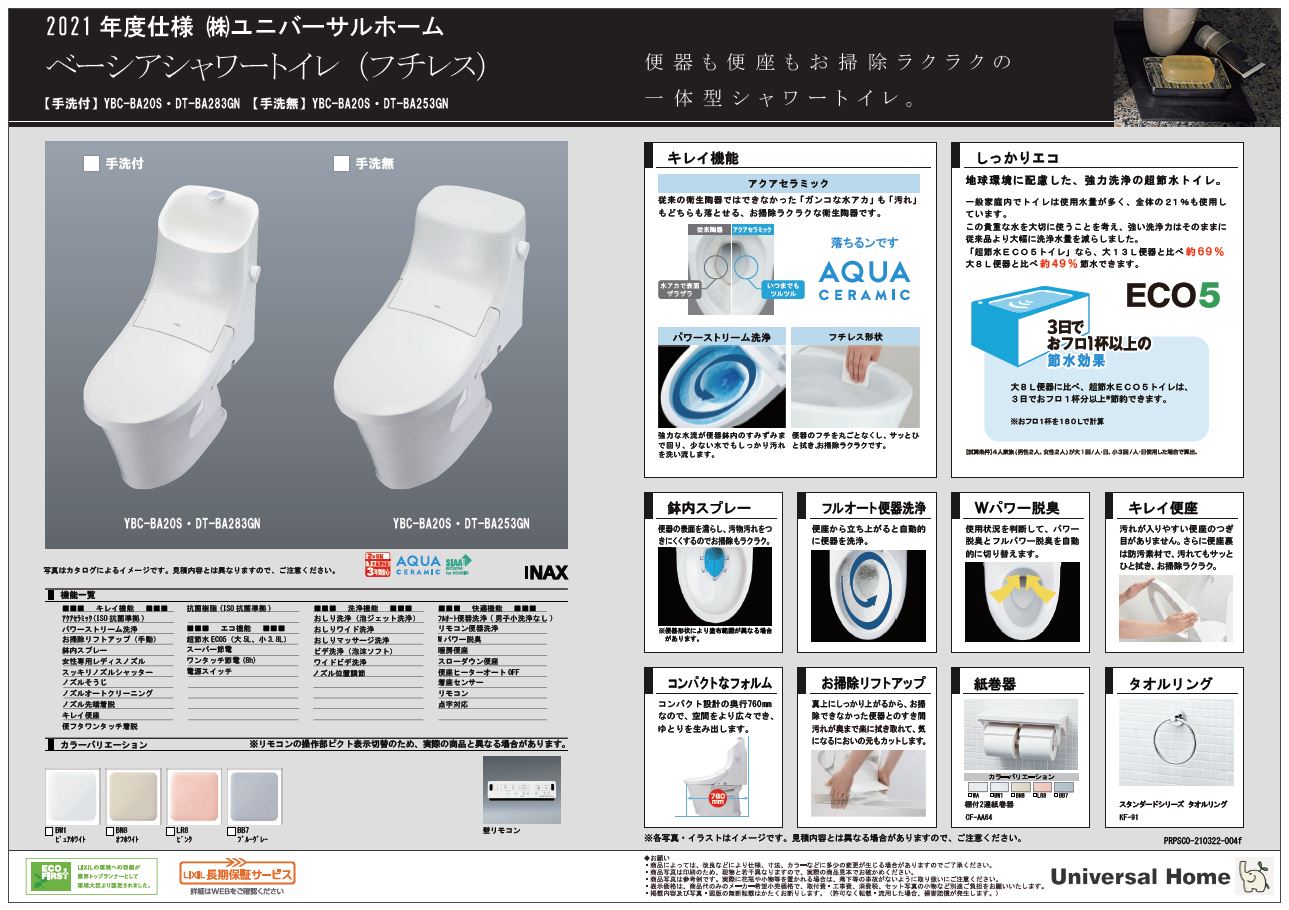 2021 年度仕様 ㈱ユニバーサルホーム
ベーシアシャワートイレ（フチレス）
【手洗付】YBC-BA20S・DT-BA283GN 【手洗無】YBC-BA20S・DT-BA253GN
便器も便座もお掃除ラクラクの
一体型シャワートイレ。
手洗付
手洗無
YBC-BA20S・DT-BA283GN
YBC-BA20S・DT-BA253GN
写真はカタログによるイメージです。見積内容とは異なりますので、ご注意ください。
AQUA
CERAMIC
SIAA
INAX
機能一覧
■■■ キレイ機能 ■■■
ｱｸｱｾﾗﾐｯｸ(ISO抗菌準拠)
パワーストリーム洗浄
お掃除リフトアップ（手動）
鉢内スプレー
女性専用レディスノズル
スッキリノズルシャッター
ノズルそうじ
ノズルオートクリーニング
ノズル先端着脱
キレイ便座
便フタワンタッチ着脱
抗菌樹脂(ISO抗菌準拠)
■■■ エコ機能 ■■■
超節水ECO5（大5L、小3.8L）
スーパー節電
ワンタッチ節電(8h)
電源スイッチ
■■■ 洗浄機能 ■■■
おしり洗浄（泡ジェット洗浄）
おしりワイド洗浄
おしりマッサージ洗浄
ビデ洗浄（泡沫ソフト）
ワイドビデ洗浄
ノズル位置調節
■■■ 快適機能 ■■■
ﾌﾙｵｰﾄ便器洗浄（男子小洗浄なし）
リモコン便器洗浄
Wパワー脱臭
暖房便座
スローダウン便座
便座ヒーターオートOFF
着座センサー
リモコン
点字対応
カラーバリエーション
※リモコンの操作部ピクト表示切替のため、実際の商品と異なる場合があります。
BW1
ﾋﾟｭｱﾎﾜｲﾄ
BN8
ｵﾌﾎﾜｲﾄ
LR8
ﾋﾟﾝｸ
BB7
ﾌﾞﾙｰｸﾞﾚｰ
壁リモコン
キレイ機能
アクアセラミック
従来の衛生陶器ではできなかった「ガンコな水アカ」も「汚れ」
もどちらも落とせる、お掃除ラクラクな衛生陶器です。
従来陶器
アクアセラミック
水アカで表面
ザラザラ
いつまでも
ツルツル
落ちるンです
AQUA
CERAMIC
パワーストリーム洗浄
強力な水流が便器鉢内のすみずみま
で回り、少ない水でもしっかり汚れ
を洗い流します。
フチレス形状
便器のフチを丸ごとなくし、サッとひ
と拭き、お掃除ラクラクです。
しっかりエコ
地球環境に配慮した、強力洗浄の超節水トイレ。
一般家庭内でトイレは使用水量が多く、全体の21％も使用し
ています。
この貴重な水を大切に使うことを考え、強い洗浄力はそのままに
従来品より大幅に洗浄水量を減らしました。
「超節水ECO5トイレ」なら、大13L便器と比べ約69％
大8L便器と比べ約49％節水できます。
ECO5
3日で
おフロ1杯以上の
節水効果
大8L便器に比べ、超節水ECO5トイレは、
3日でおフロ1杯分以上※節約できます。
※おフロ1杯を180Lで計算
[試算条件]4人家族（男性2人、女性2人）が大1回/人・日、小3回/人・日使用した場合で算出。
鉢内スプレー
便器の表面を濡らし、汚物汚れをつ
きにくくするのでお掃除もラクラク。
※便器形状により塗布範囲が異なる場合
があります。
フルオート便器洗浄
便座から立ち上がると自動的
に便器を洗浄。
Wパワー脱臭
使用状況を判断して、パワー
脱臭とフルパワー脱臭を自動
的に切り替えます。
キレイ便座
汚れが入りやすい便座のつぎ
目がありません。さらに便座裏
は防汚素材で、汚れてもサッと
ひと拭き、お掃除ラクラク。
コンパクトなフォルム
コンパクト設計の奥行760mm
なので、空間をより広々でき、
ゆとりを生み出します。
760
mm
お掃除リフトアップ
真上にしっかり上がるから、お掃
除できなかった便器とのすき間
汚れが奥まで楽に拭き取れて、気
になるにおいの元もカットします。
紙巻器
カラーバリエーション
WA
BW1
BN8
LR8
BB7
棚付2連紙巻器
CF-AA64
タオルリング
スタンダードシリーズ タオルリング
KF-91
※各写真・イラストはイメージです。見積内容とは異なる場合がありますので、ご注意ください。
PRPSCO-210322-004f
ECO
FIRST
LIXILの環境への取組が
業界トップランナーとして
環境大臣より認定されました。
LIXIL長期保証サービス
詳細はWEBをご確認ください
◆お願い
・商品によっては、改良などにより仕様、寸法、カラーなどに多少の変更が生じる場合がありますのでご了承ください。
・商品写真は印刷のため、現物と若干異なりますので、実際の商品見本でお確かめください。
・商品写真は参考例です。実際に花瓶や小物等を置かれる場合は、落下等の事故がないように取り扱いにご注意ください。
・表示価格は、商品代のみのメーカー希望小売価格で、取付費・工事費、消費税、セット写真の小物など別途ご負担をお願いいたします。
・掲載内容及び写真・図版の無断転載はかたくお断りします。（許可なく転載・流用した場合、損害賠償が発生します。）
Universal Home